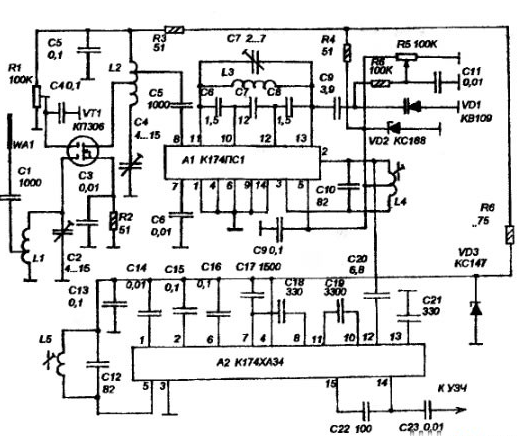 R3
51
C7 2...7
R4
51
R5 100K
C5
0,1
R1
100K
C4 0,1
L2
L3
R6
100K
C11
0,01
C5
1000
C6
C7
C8
C9
3,9
1,5
12
1,5
VT1
КП306
VD1
КВ109
C4
4...15
8
11
10
12
13
VD2 КС168
WA1
A1 К174ПС1
2
C1
1000
C3
0,01
7
1
4
6
9
14
3
5
C10
82
L4
R2
51
C6
0,01
R6
75
L1
C2
4...15
C9 0,1
VD3
КС147
C13
0,1
C14
0,01
C15
0,1
C16
0,1
C17 1500
C18
330
C19
3300
C20
6,8
C21
330
L5
1
2
6
7
4
8
11
10
12
13
A2 К174ХА34
C12
82
5
3
15
14
К УЗЧ
C22 100
C23 0,01